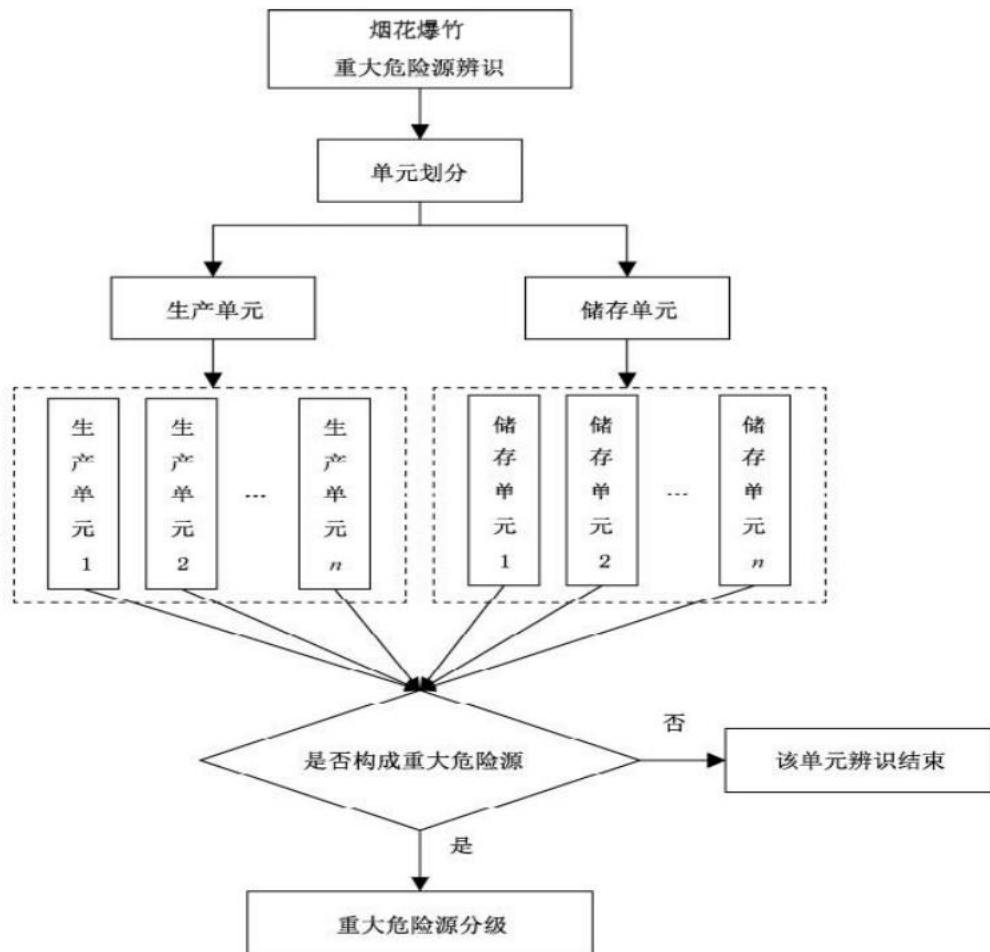 烟花爆竹
重大危险源辨识
单元划分
生产单元
储存单元
生产单元1
生产单元2
...
生产单元n
储存单元1
储存单元2
...
储存单元n
是否构成重大危险源
否
该单元辨识结束
是
重大危险源分级